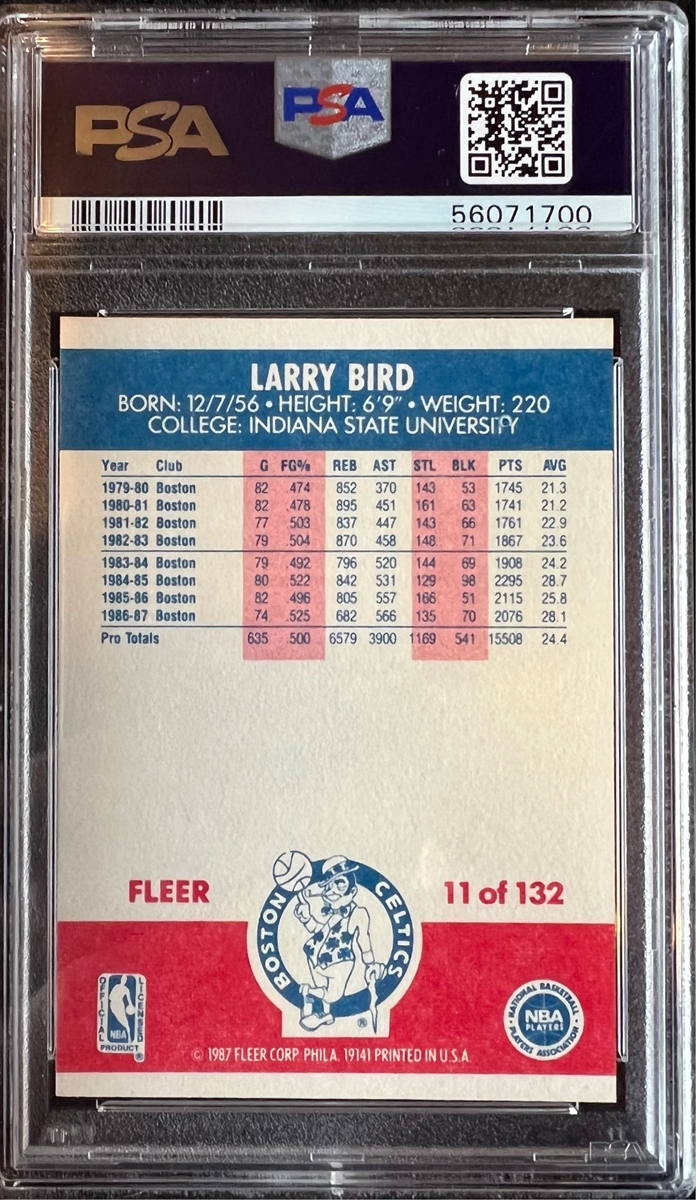 PSA
PSA
56071700
LARRY BIRD
BORN: 12/7/56 • HEIGHT: 6'9" • WEIGHT: 220
COLLEGE: INDIANA STATE UNIVERSITY
Year Club G FG% REB AST STL BLK PTS AVG
1979-80 Boston 82 .474 852 370 143 53 1745 21.3
1980-81 Boston 82 .478 895 451 161 63 1741 21.2
1981-82 Boston 77 .503 837 447 143 66 1761 22.9
1982-83 Boston 79 .504 870 458 148 71 1867 23.6
1983-84 Boston 79 .492 796 520 144 69 1908 24.2
1984-85 Boston 80 .522 842 531 129 98 2295 28.7
1985-86 Boston 82 .496 805 557 166 51 2115 25.8
1986-87 Boston 74 .525 682 566 135 70 2076 28.1
Pro Totals 635 .500 6579 3900 1169 541 15508 24.4
FLEER
11 of 132
BOSTON CELTICS
®
OFFICIAL LICENSED
NBA
PRODUCT ®
NATIONAL BASKETBALL
NBA
PLAYERS
PLAYERS ASSOCIATION
© 1987 FLEER CORP. PHILA. 19141 PRINTED IN U.S.A.
PSA